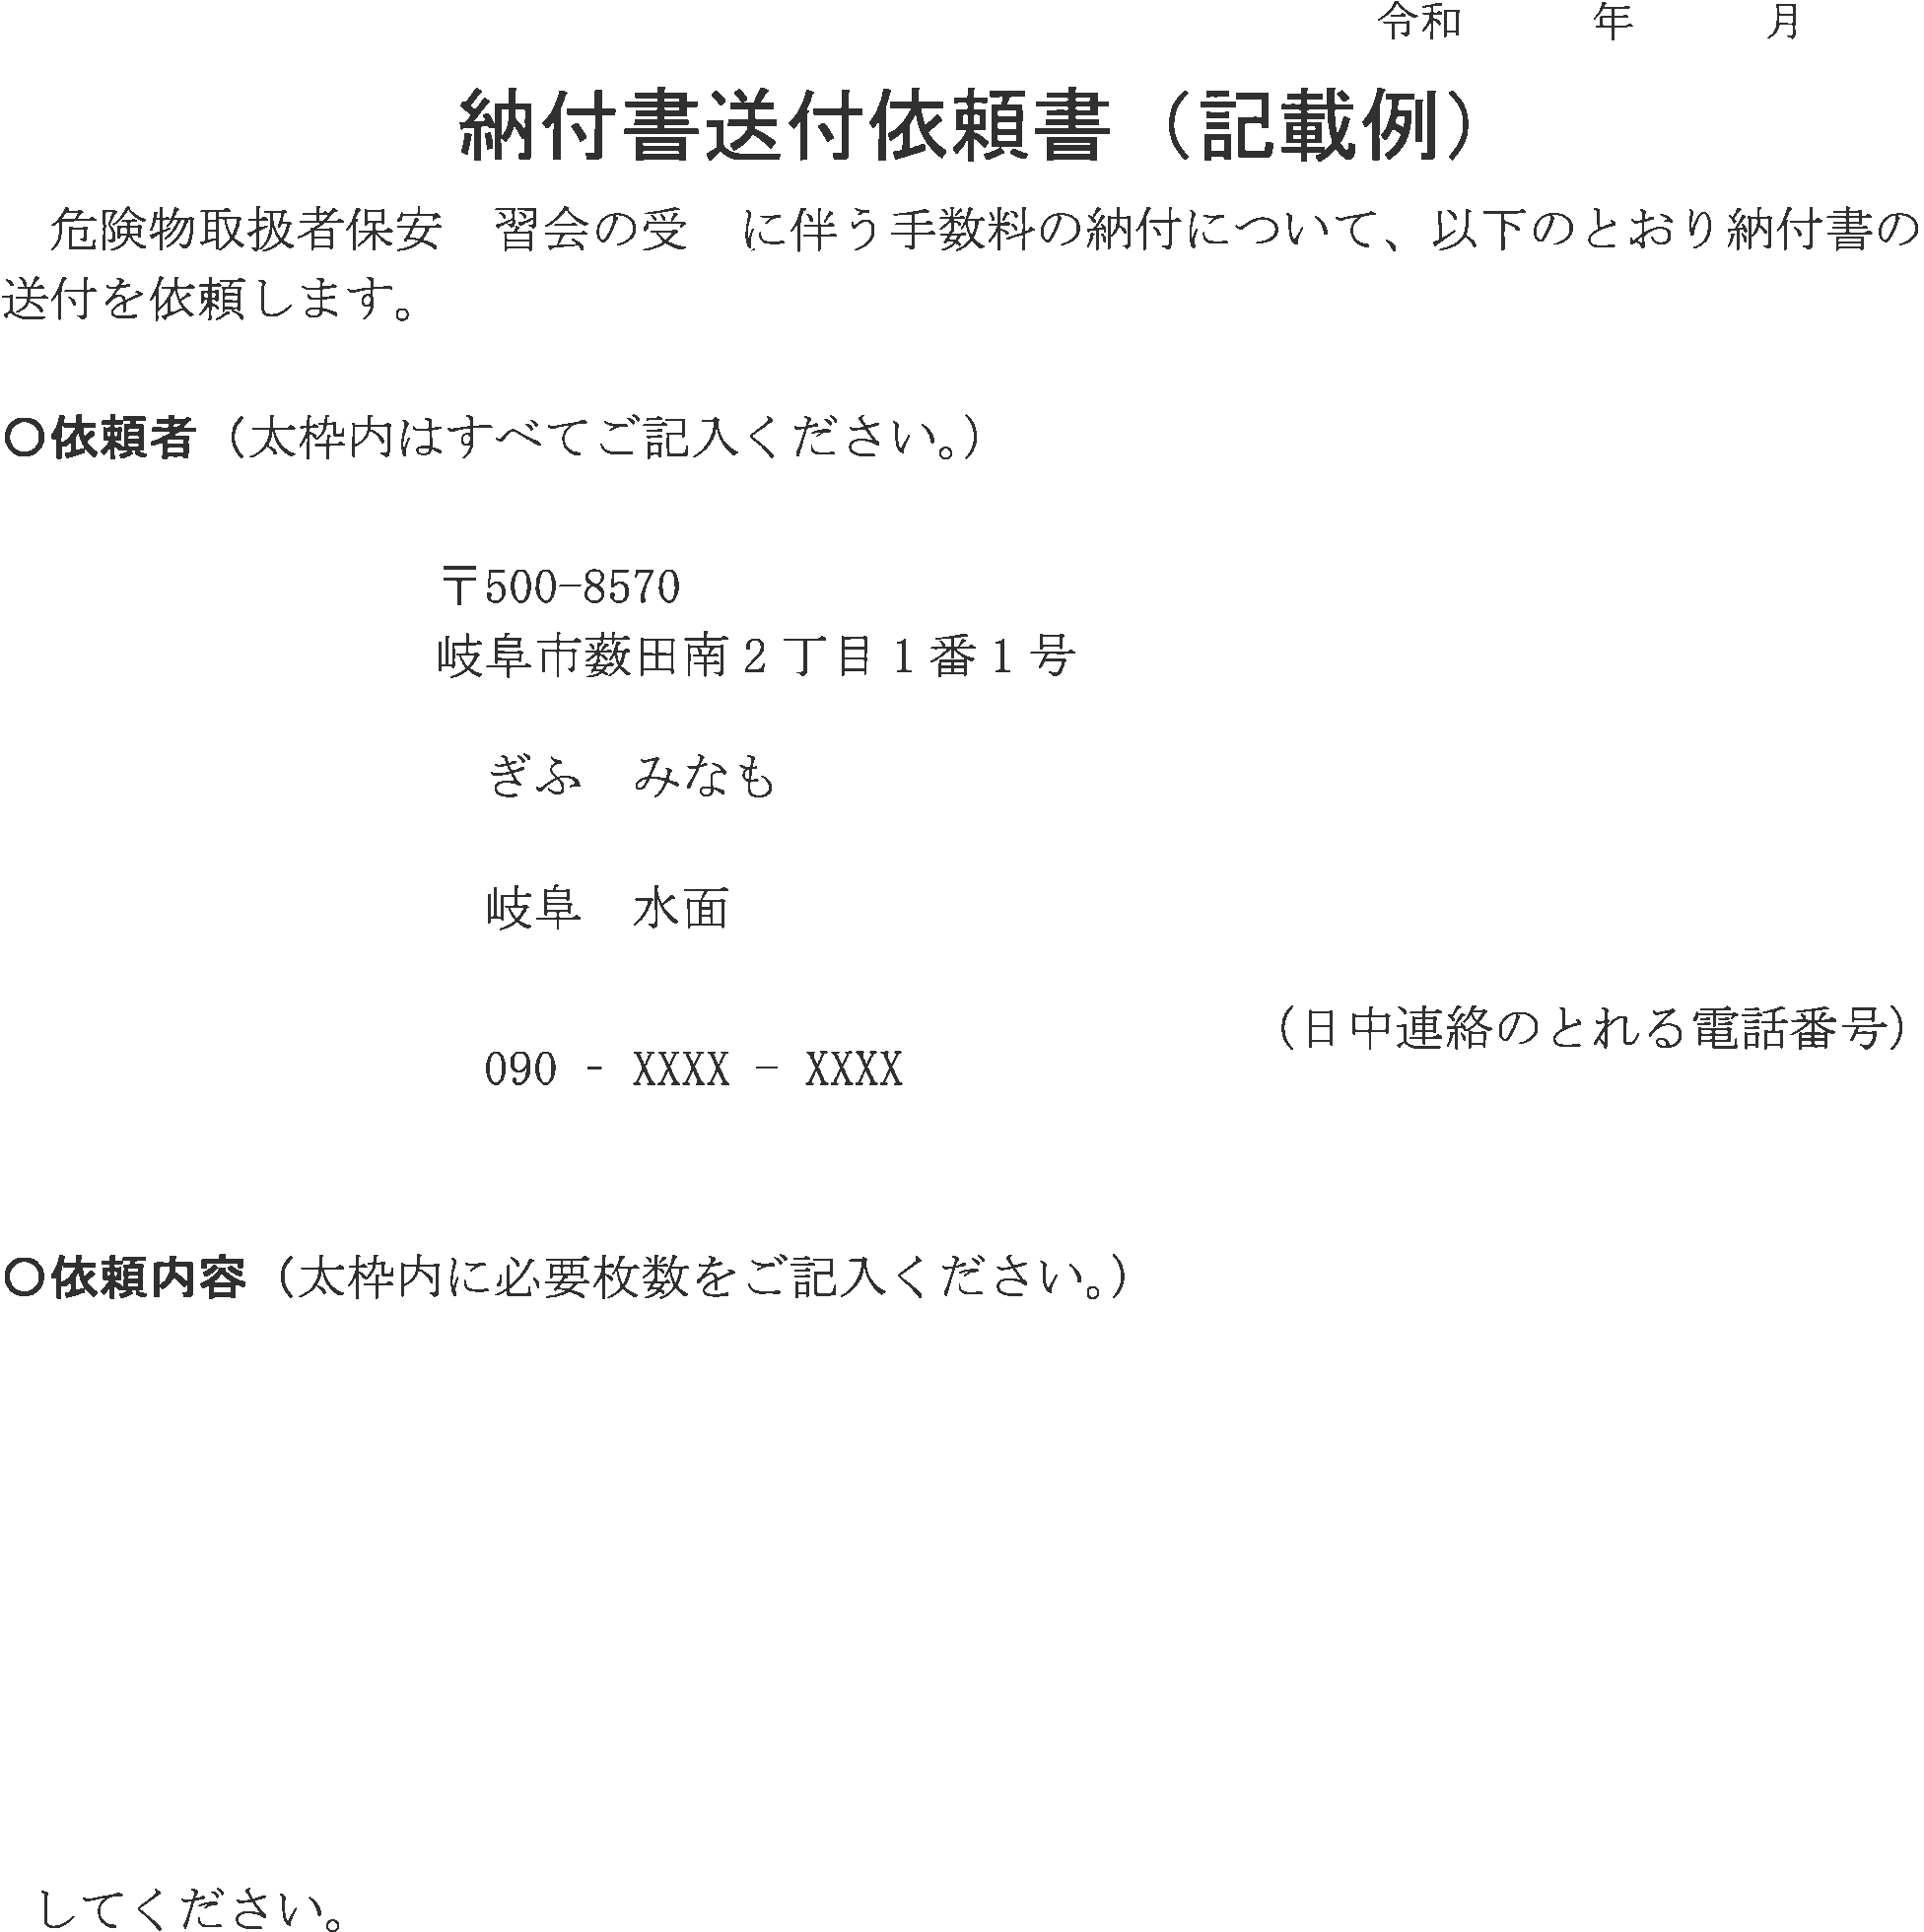 令和　　　年　　　月
納付書送付依頼書（記載例）
危険物取扱者保安　習会の受　に伴う手数料の納付について、以下のとおり納付書の
送付を依頼します。
〇依頼者（太枠内はすべてご記入ください。）
〒500-8570
岐阜市薮田南２丁目１番１号
ぎふ　みなも
岐阜　水面
（日中連絡のとれる電話番号）
090 - XXXX － XXXX
〇依頼内容（太枠内に必要枚数をご記入ください。）
してください。